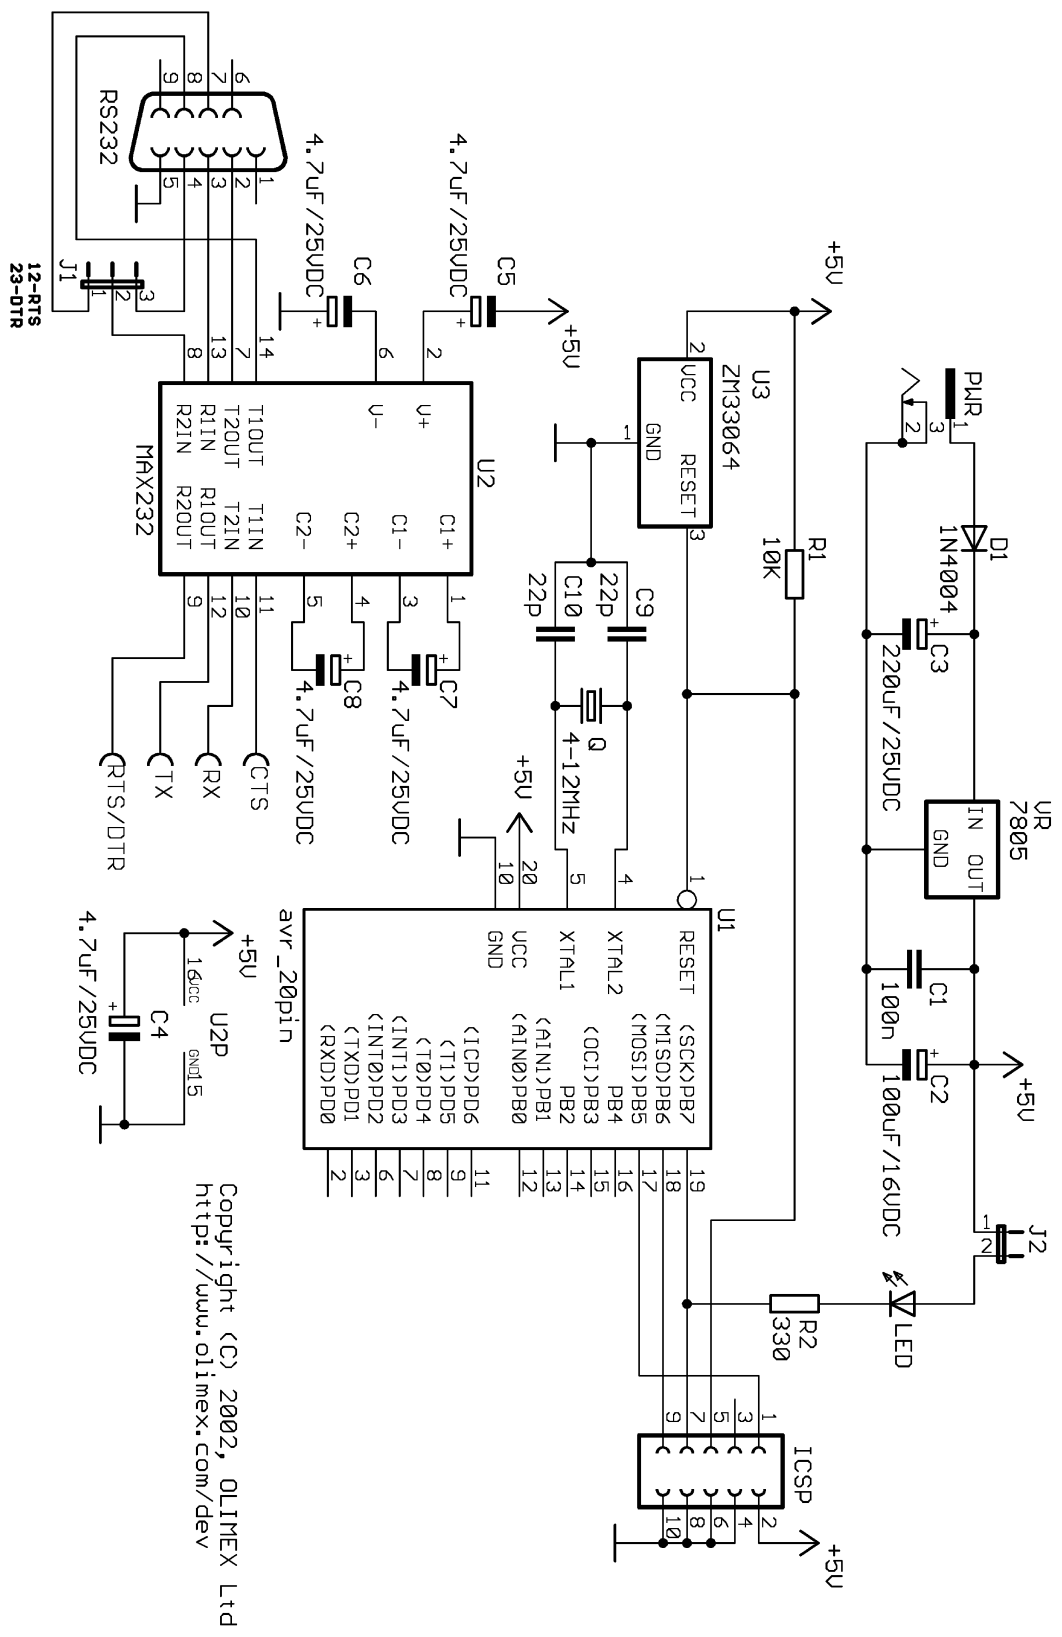 PWR
1
3
2
D1
1N4004
C3
+
220uF/25VDC
VR
7805
IN
OUT
GND
C1
100n
C2
+
100uF/16VDC
+5V
J2
1
2
LED
R2
330
+5V
R1
10K
U3
ZM33064
2
VCC
RESET
3
1
GND
C9
22p
C10
22p
Q
4-12MHz
+5V
20
10
5
4
1
U1
avr_20pin
RESET
XTAL2
XTAL1
VCC
GND
(SCK)PB7
(MISO)PB6
(MOSI)PB5
PB4
(OCI)PB3
PB2
(AIN1)PB1
(AIN0)PB0
(ICP)PD6
(T1)PD5
(T0)PD4
(INT1)PD3
(INT0)PD2
(TXD)PD1
(RXD)PD0
19
18
17
16
15
14
13
12
11
9
8
7
6
3
2
ICSP
1
3
5
7
9
2
4
6
8
10
+5V
C5
+
4.7uF/25VDC
+5V
C6
+
4.7uF/25VDC
RS232
6
7
8
9
1
2
3
4
5
J1
1
2
3
12-RTS
23-DTR
2
6
14
7
13
8
U2
MAX232
V+
V-
T1OUT
T2OUT
R1IN
R2IN
C1+
C1-
C2+
C2-
T1IN
T2IN
R1OUT
R2OUT
1
3
4
5
11
10
12
9
C7
+
4.7uF/25VDC
C8
+
4.7uF/25VDC
CTS
RX
TX
RTS/DTR
+5V
U2P
16
VCC
GND
15
C4
+
4.7uF/25VDC
Copyright (C) 2002, OLIMEX Ltd
http://www.olimex.com/dev